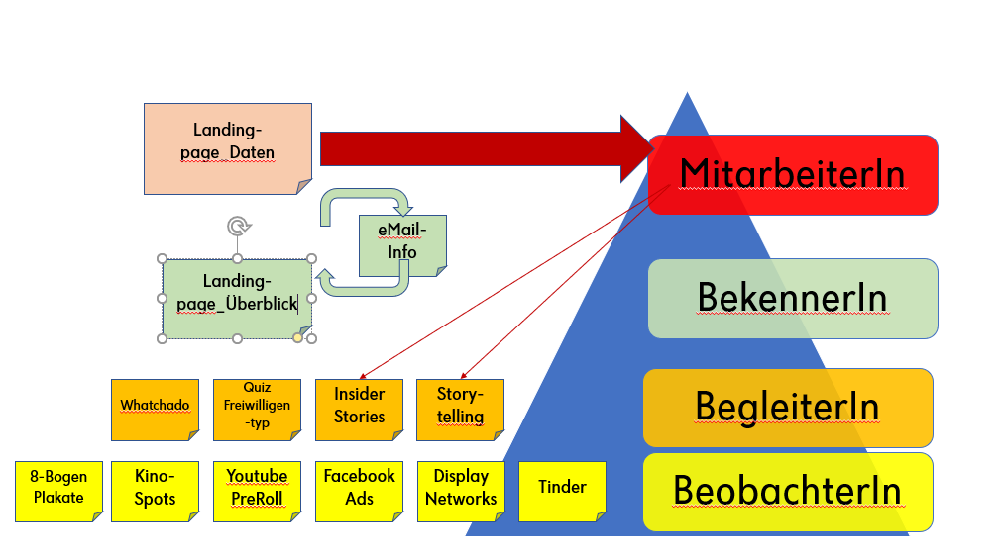 Landing-
page_Daten
MitarbeiterIn
eMail-
Info
Landing-
page_Überblick
BekennerIn
Whatchado
Quiz
Freiwilligen
-typ
Insider
Stories
Story-
telling
BegleiterIn
8-Bogen
Plakate
Kino-
Spots
Youtube
PreRoll
Facebook
Ads
Display
Networks
Tinder
BeobachterIn